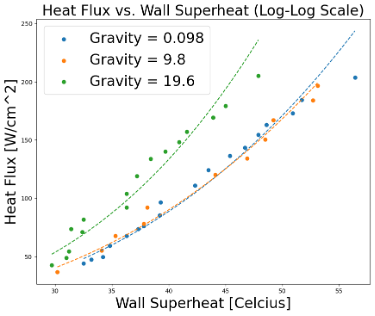 Heat Flux vs. Wall Superheat (Log-Log Scale)
250
200
150
100
50
Heat Flux [W/cm^2]
Gravity = 0.098
Gravity = 9.8
Gravity = 19.6
30
35
40
45
50
55
Wall Superheat [Celcius]